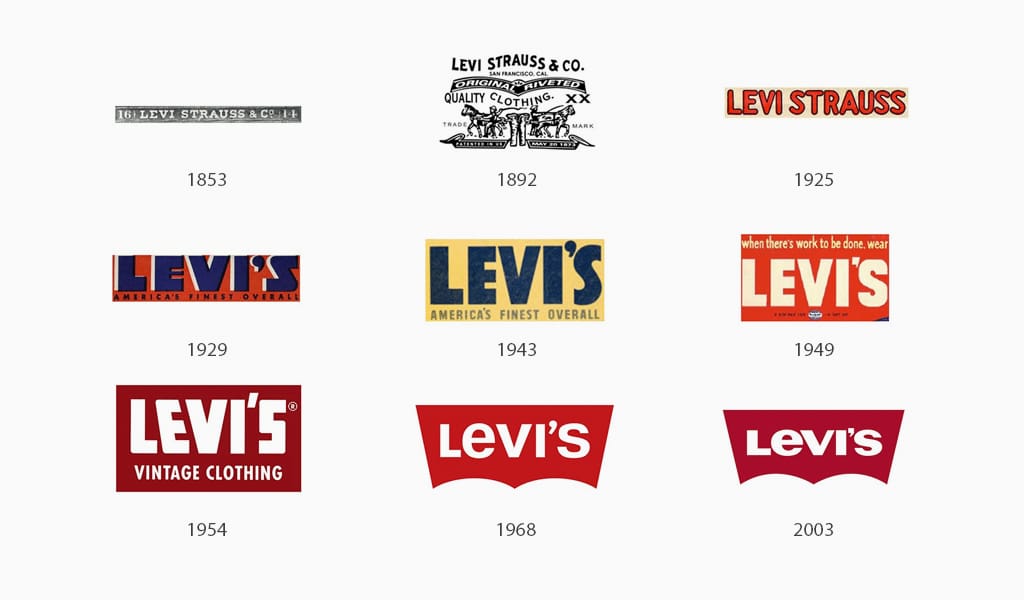 LEVI STRAUSS & CO.
SAN FRANCISCO, CAL.
ORIGINAL RIVETED
QUALITY CLOTHING. XX
TRADE MARK
PATENTED IN U.S. MAY 20 1873
16 LEVI STRAUSS & Co 14
LEVI STRAUSS
1853 1892 1925
LEVI'S
AMERICA'S FINEST OVERALL
LEVI'S
AMERICA'S FINEST OVERALL
when there's work to be done. wear
LEVI'S
1929 1943 1949
LEVI'S ®
VINTAGE CLOTHING
LeVI'S
LeVI'S
1954 1968 2003